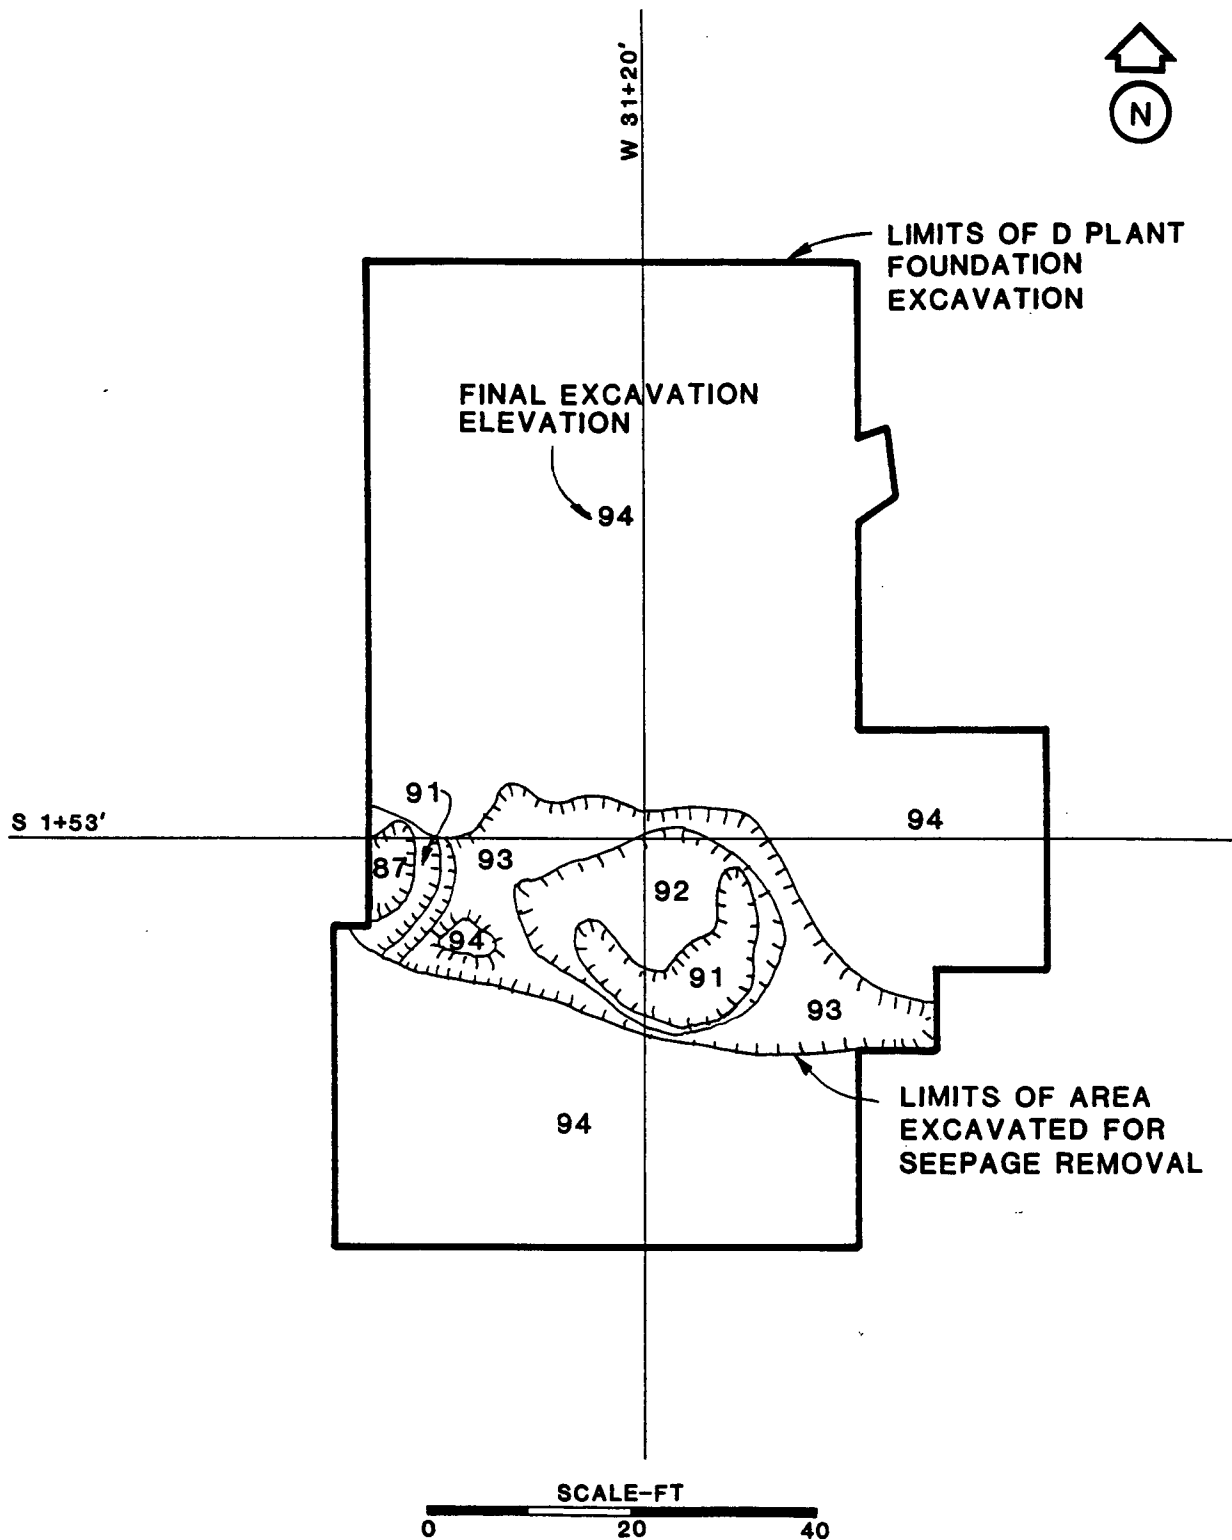 W 31+20'
N
LIMITS OF D PLANT
FOUNDATION
EXCAVATION
FINAL EXCAVATION
ELEVATION
94
91
S 1+53'
94
87
93
92
94
91
93
94
LIMITS OF AREA
EXCAVATED FOR
SEEPAGE REMOVAL
SCALE-FT
0 20 40